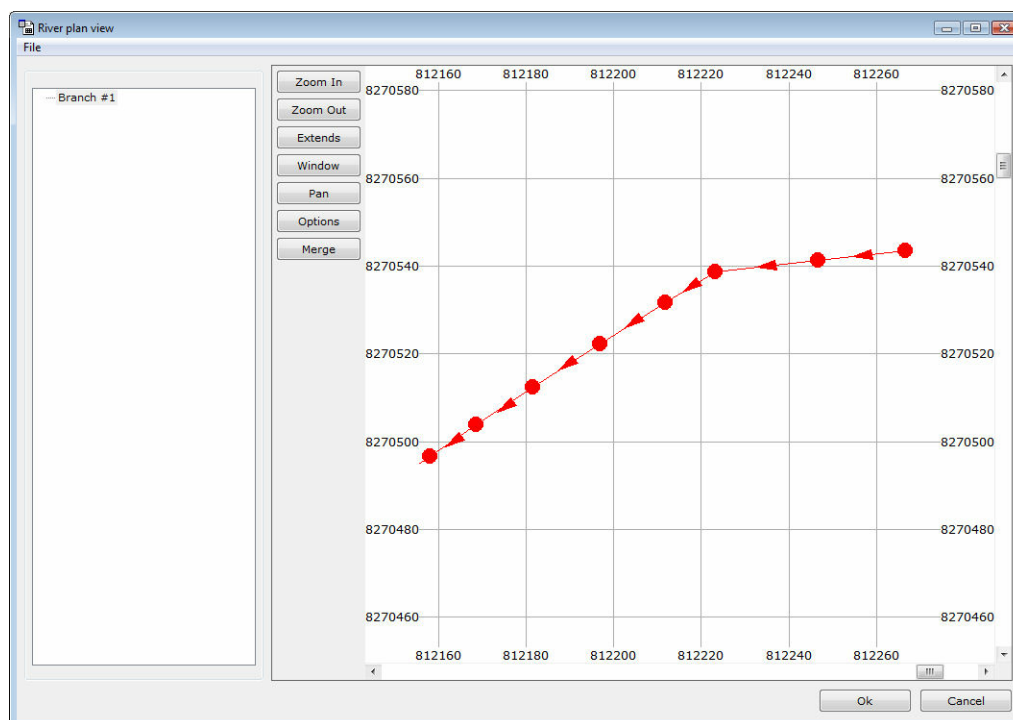 River plan view
File
Branch #1
Zoom In
Zoom Out
Extends
Window
Pan
Options
Merge
812160 812180 812200 812220 812240 812260
8270580 8270580
8270560 8270560
8270540 8270540
8270520 8270520
8270500 8270500
8270480 8270480
8270460 8270460
812160 812180 812200 812220 812240 812260
Ok Cancel